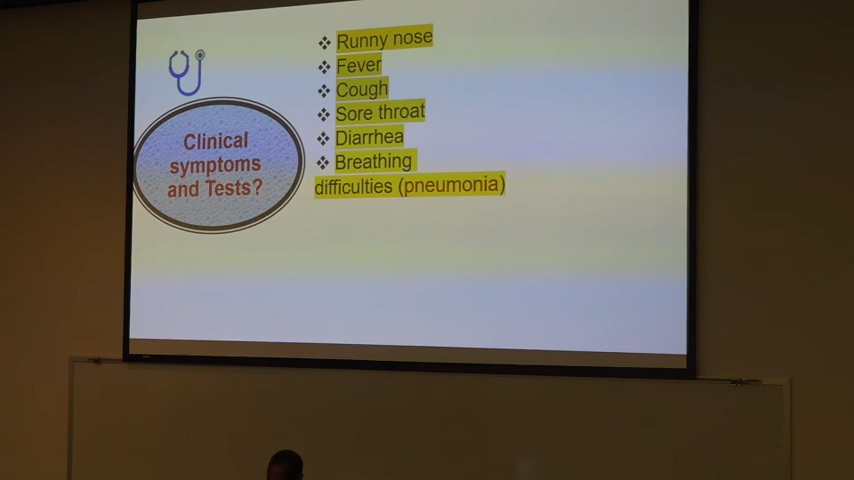 Clinical
symptoms
and Tests?
❖ Runny nose
❖ Fever
❖ Cough
❖ Sore throat
❖ Diarrhea
❖ Breathing
difficulties (pneumonia)